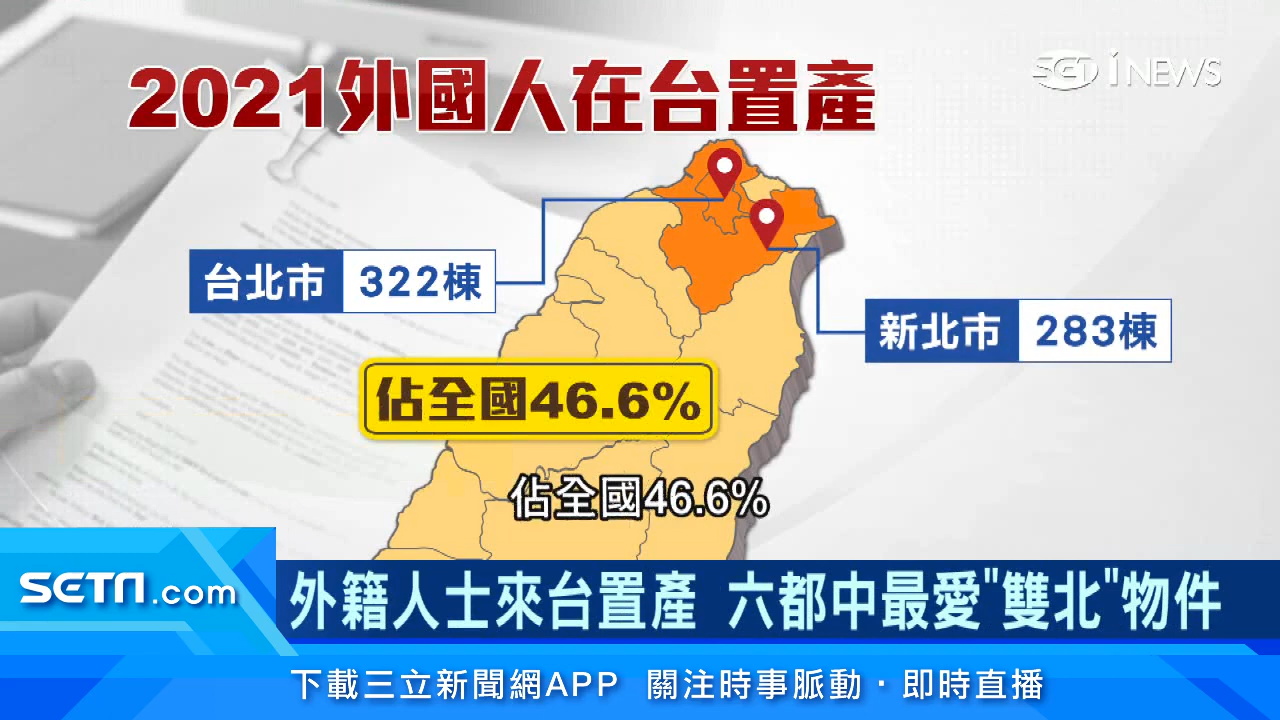 2021外國人在台置產
SET iNEWS
台北市 322棟
新北市 283棟
佔全國46.6%
佔全國46.6%
SETN.com
外籍人士來台置產 六都中最愛"雙北"物件
下載三立新聞網APP 關注時事脈動・即時直播